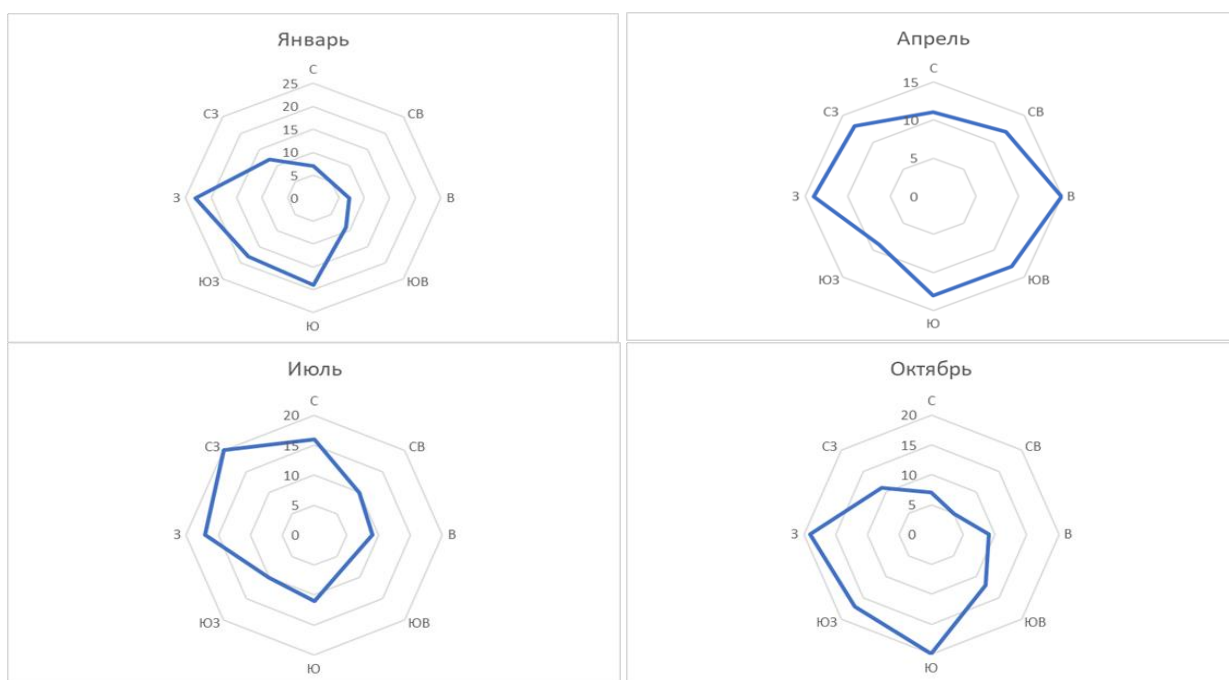 Январь
С
СВ
В
ЮВ
Ю
ЮЗ
З
СЗ
25
20
15
10
5
0
Апрель
С
СВ
В
ЮВ
Ю
ЮЗ
З
СЗ
15
10
5
0
Июль
С
СВ
В
ЮВ
Ю
ЮЗ
З
СЗ
20
15
10
5
0
Октябрь
С
СВ
В
ЮВ
Ю
ЮЗ
З
СЗ
20
15
10
5
0